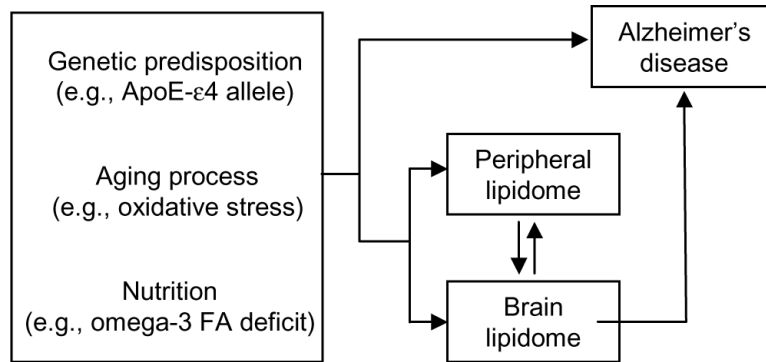 Genetic predisposition
(e.g., ApoE-ε4 allele)
Aging process
(e.g., oxidative stress)
Nutrition
(e.g., omega-3 FA deficit)
Alzheimer’s
disease
Peripheral
lipidome
Brain
lipidome